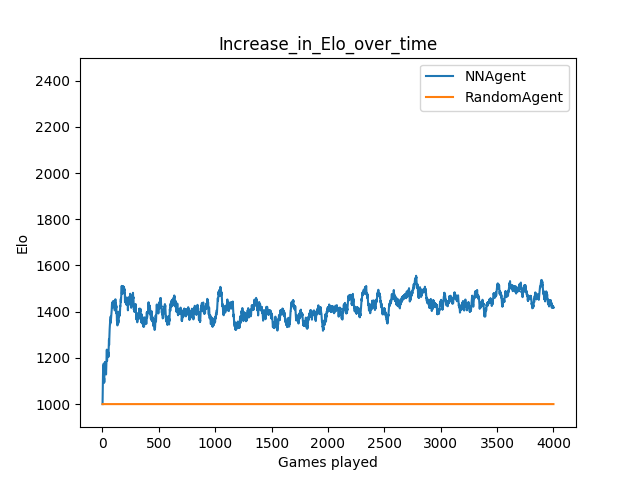 Increase_in_Elo_over_time
NNAgent
RandomAgent
Elo
2400
2200
2000
1800
1600
1400
1200
1000
0 500 1000 1500 2000 2500 3000 3500 4000
Games played